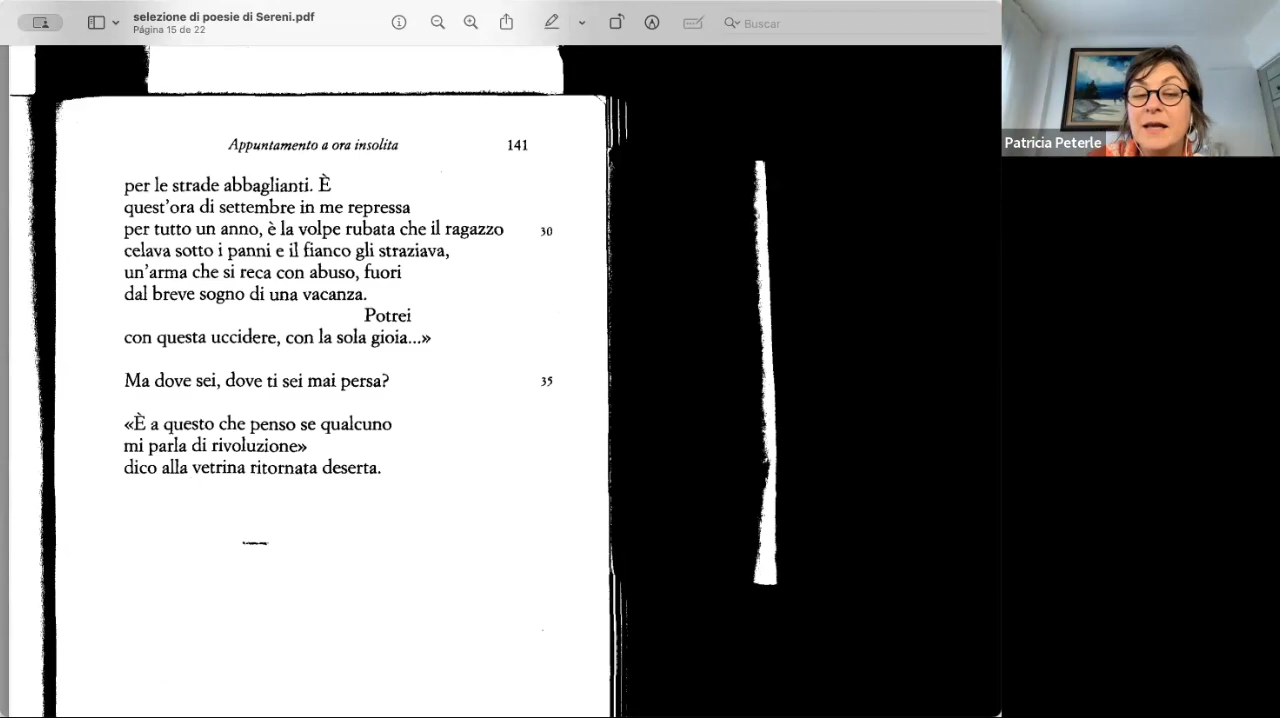 selezione di poesie di Sereni.pdf
Página 15 de 22
Buscar
Patricia Peterle
Appuntamento a ora insolita 141
per le strade abbaglianti. È
quest'ora di settembre in me repressa
per tutto un anno, è la volpe rubata che il ragazzo 30
celava sotto i panni e il fianco gli straziava,
un'arma che si reca con abuso, fuori
dal breve sogno di una vacanza.
Potrei
con questa uccidere, con la sola gioia...»
Ma dove sei, dove ti sei mai persa? 35
«È a questo che penso se qualcuno
mi parla di rivoluzione»
dico alla vetrina ritornata deserta.